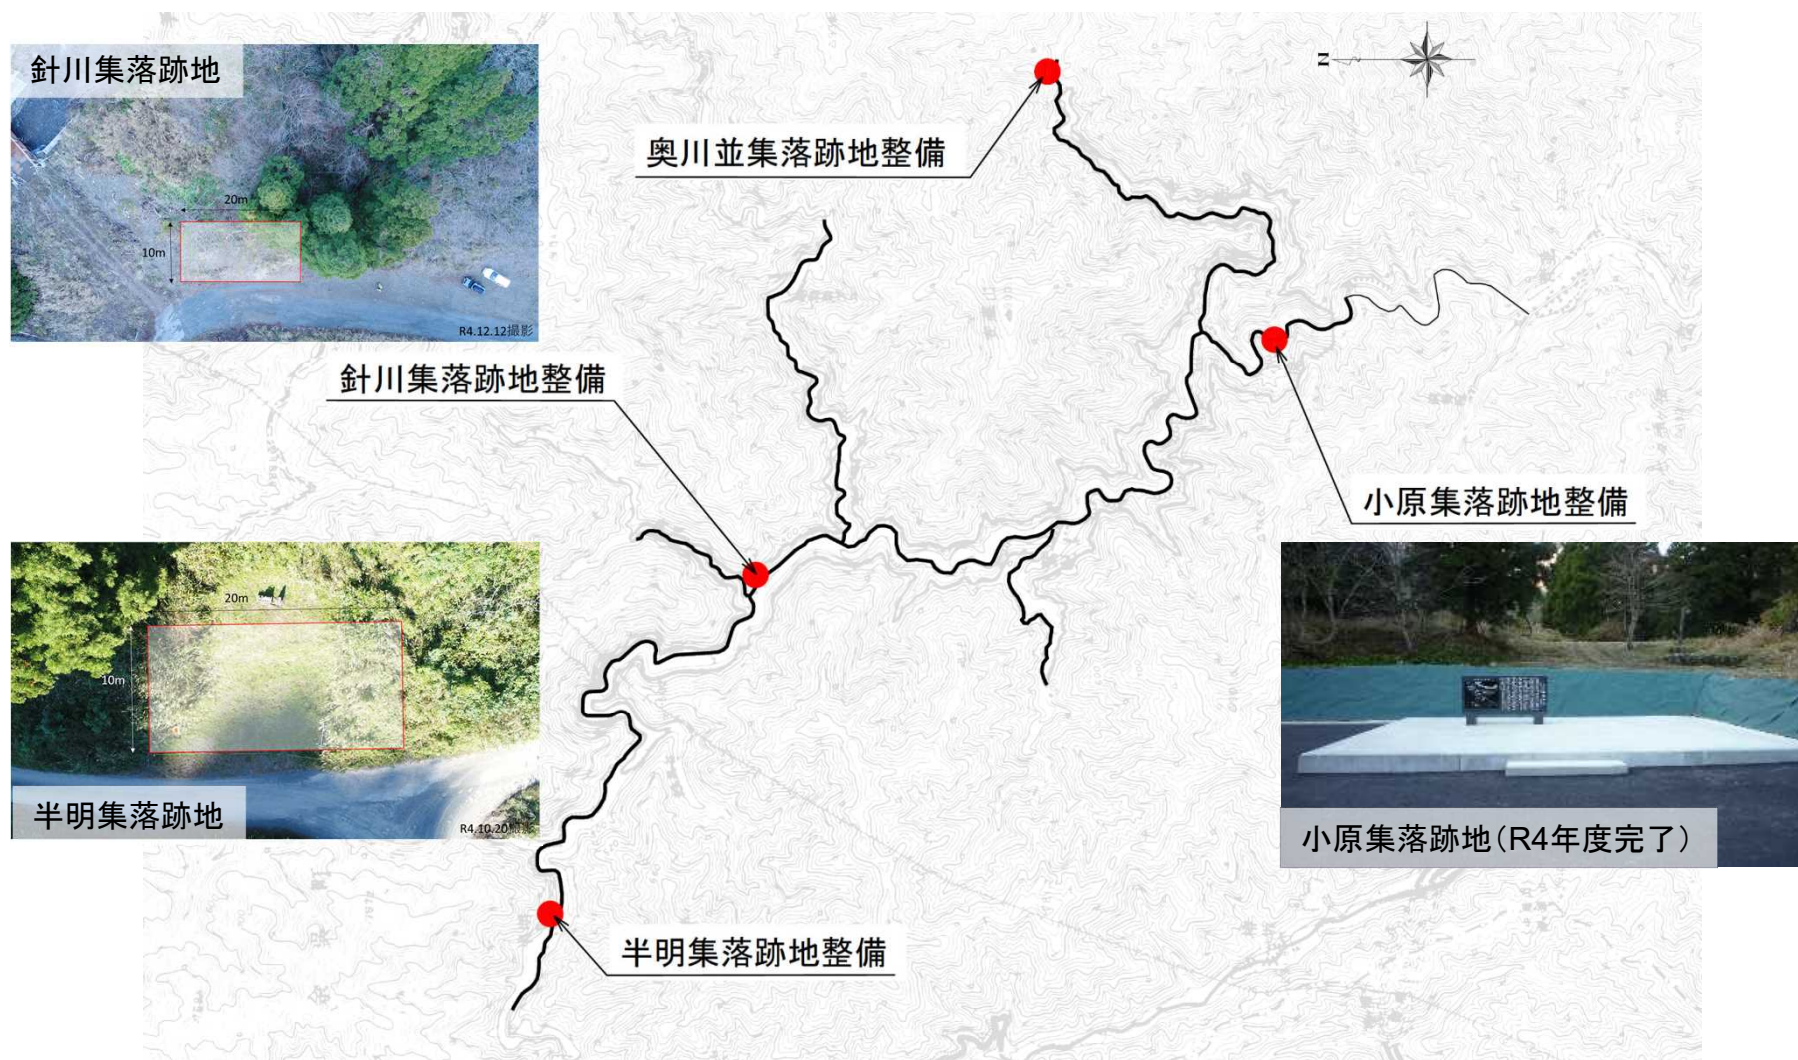 針川集落跡地
20m
10m
R4.12.12撮影
N
奥川並集落跡地整備
針川集落跡地整備
小原集落跡地整備
20m
10m
半明集落跡地
R4.10.20撮影
小原集落跡地(R4年度完了)
半明集落跡地整備